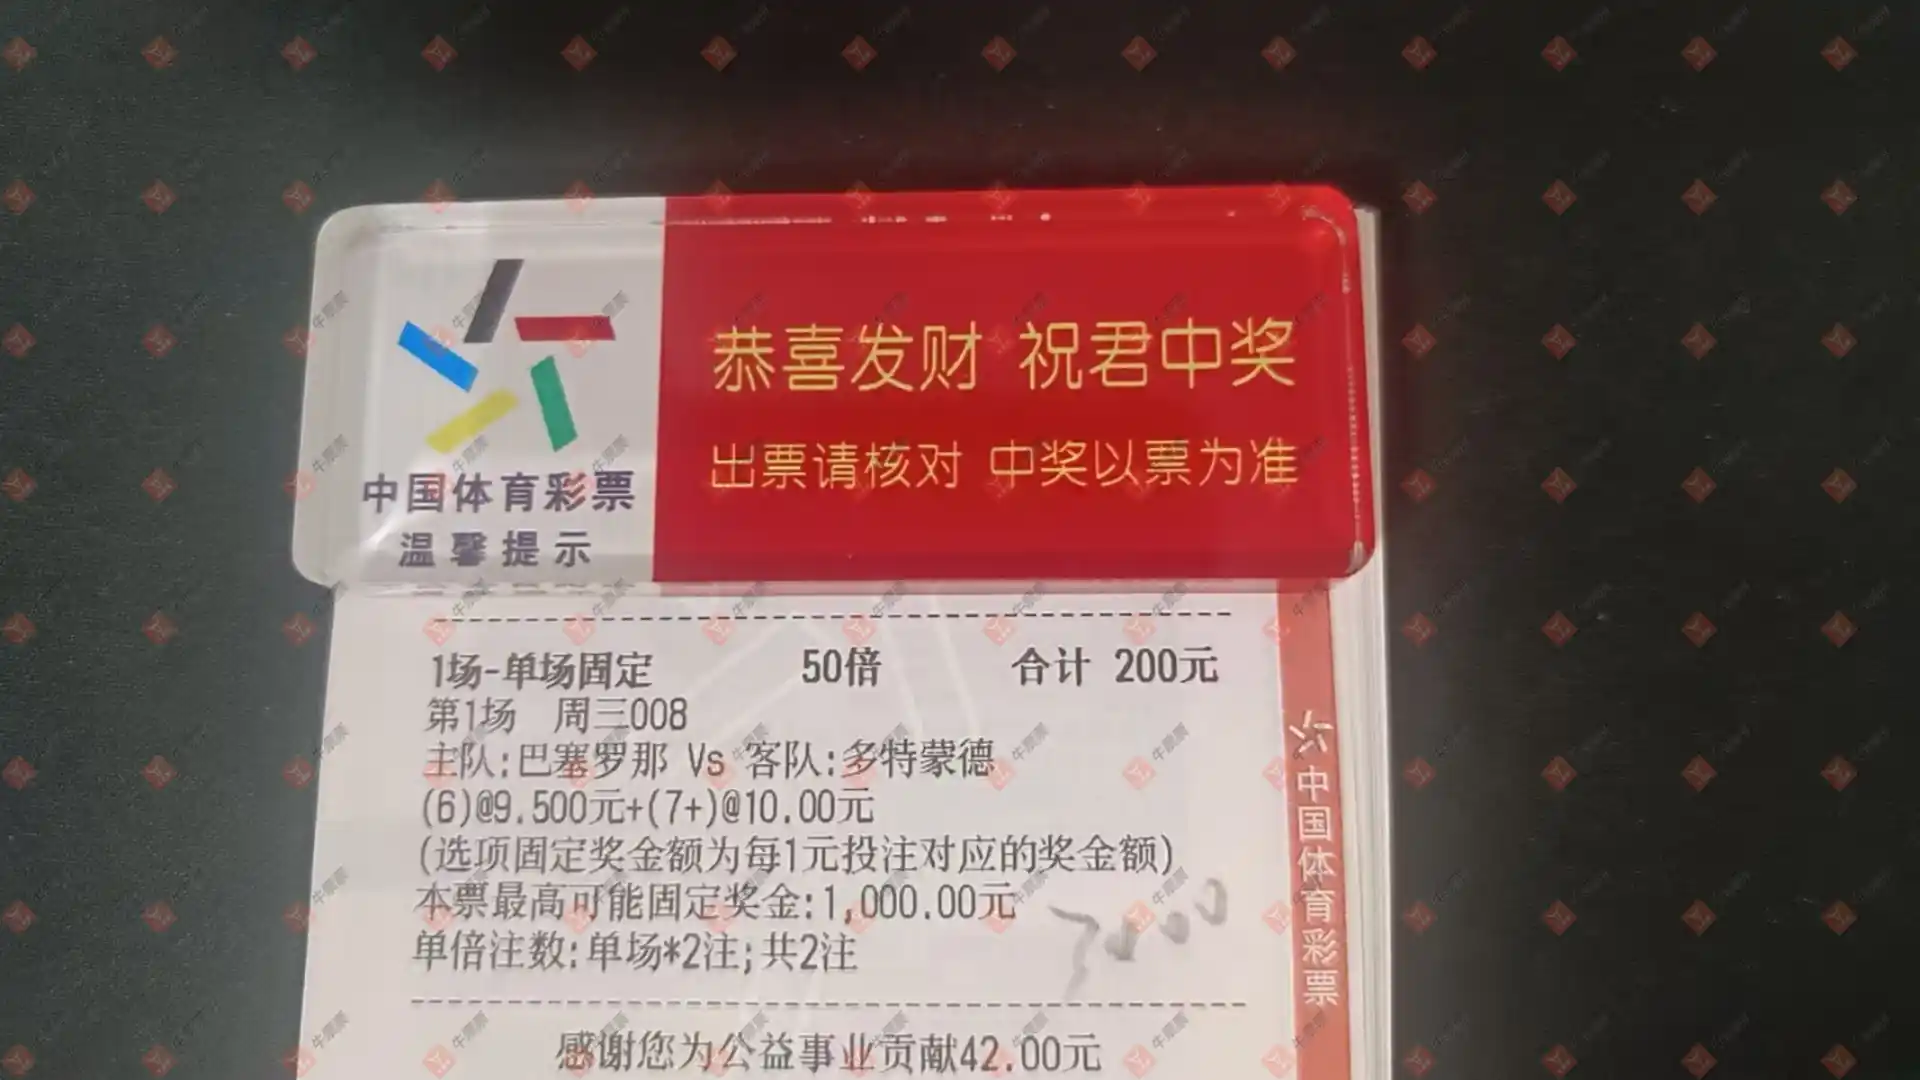 恭喜发财 祝君中奖
出票请核对 中奖以票为准
中国体育彩票
温馨提示
1场-单场固定 50倍 合计 200元
第1场 周三008
主队:巴塞罗那 Vs 客队:多特蒙德
(6)@9.500元+(7+)@10.00元
(选项固定奖金额为每1元投注对应的奖金额)
本票最高可能固定奖金:1,000.00元
单倍注数:单场*2注;共2注
感谢您为公益事业贡献42.00元
中国体育彩票